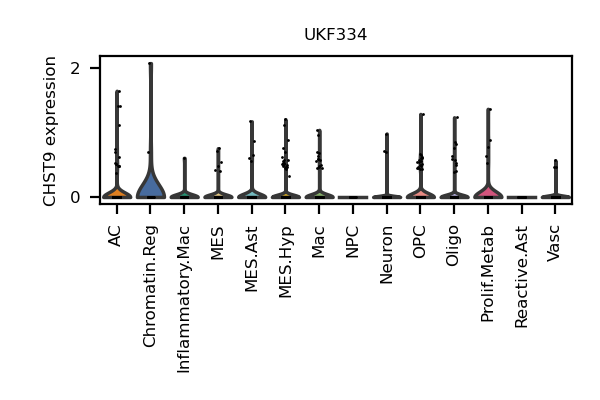 UKF334
CHST9 expression
2
0
AC
Chromatin.Reg
Inflammatory.Mac
MES
MES.Ast
MES.Hyp
Mac
NPC
Neuron
OPC
Oligo
Prolif.Metab
Reactive.Ast
Vasc